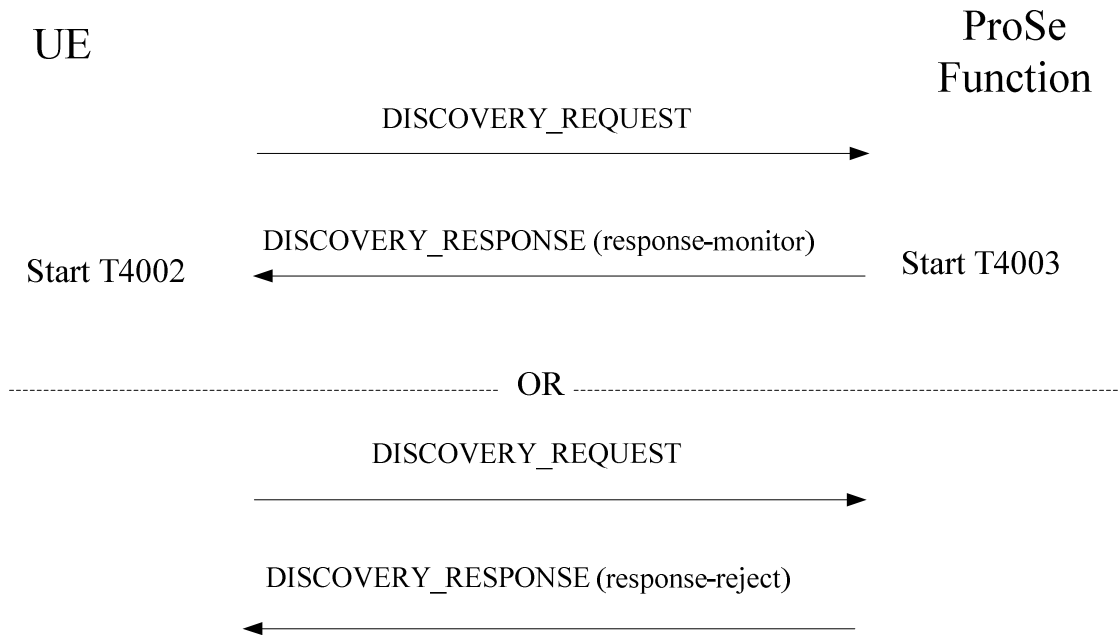 UE
ProSe
Function
DISCOVERY_REQUEST
DISCOVERY_RESPONSE (response-monitor)
Start T4002
Start T4003
OR
DISCOVERY_REQUEST
DISCOVERY_RESPONSE (response-reject)